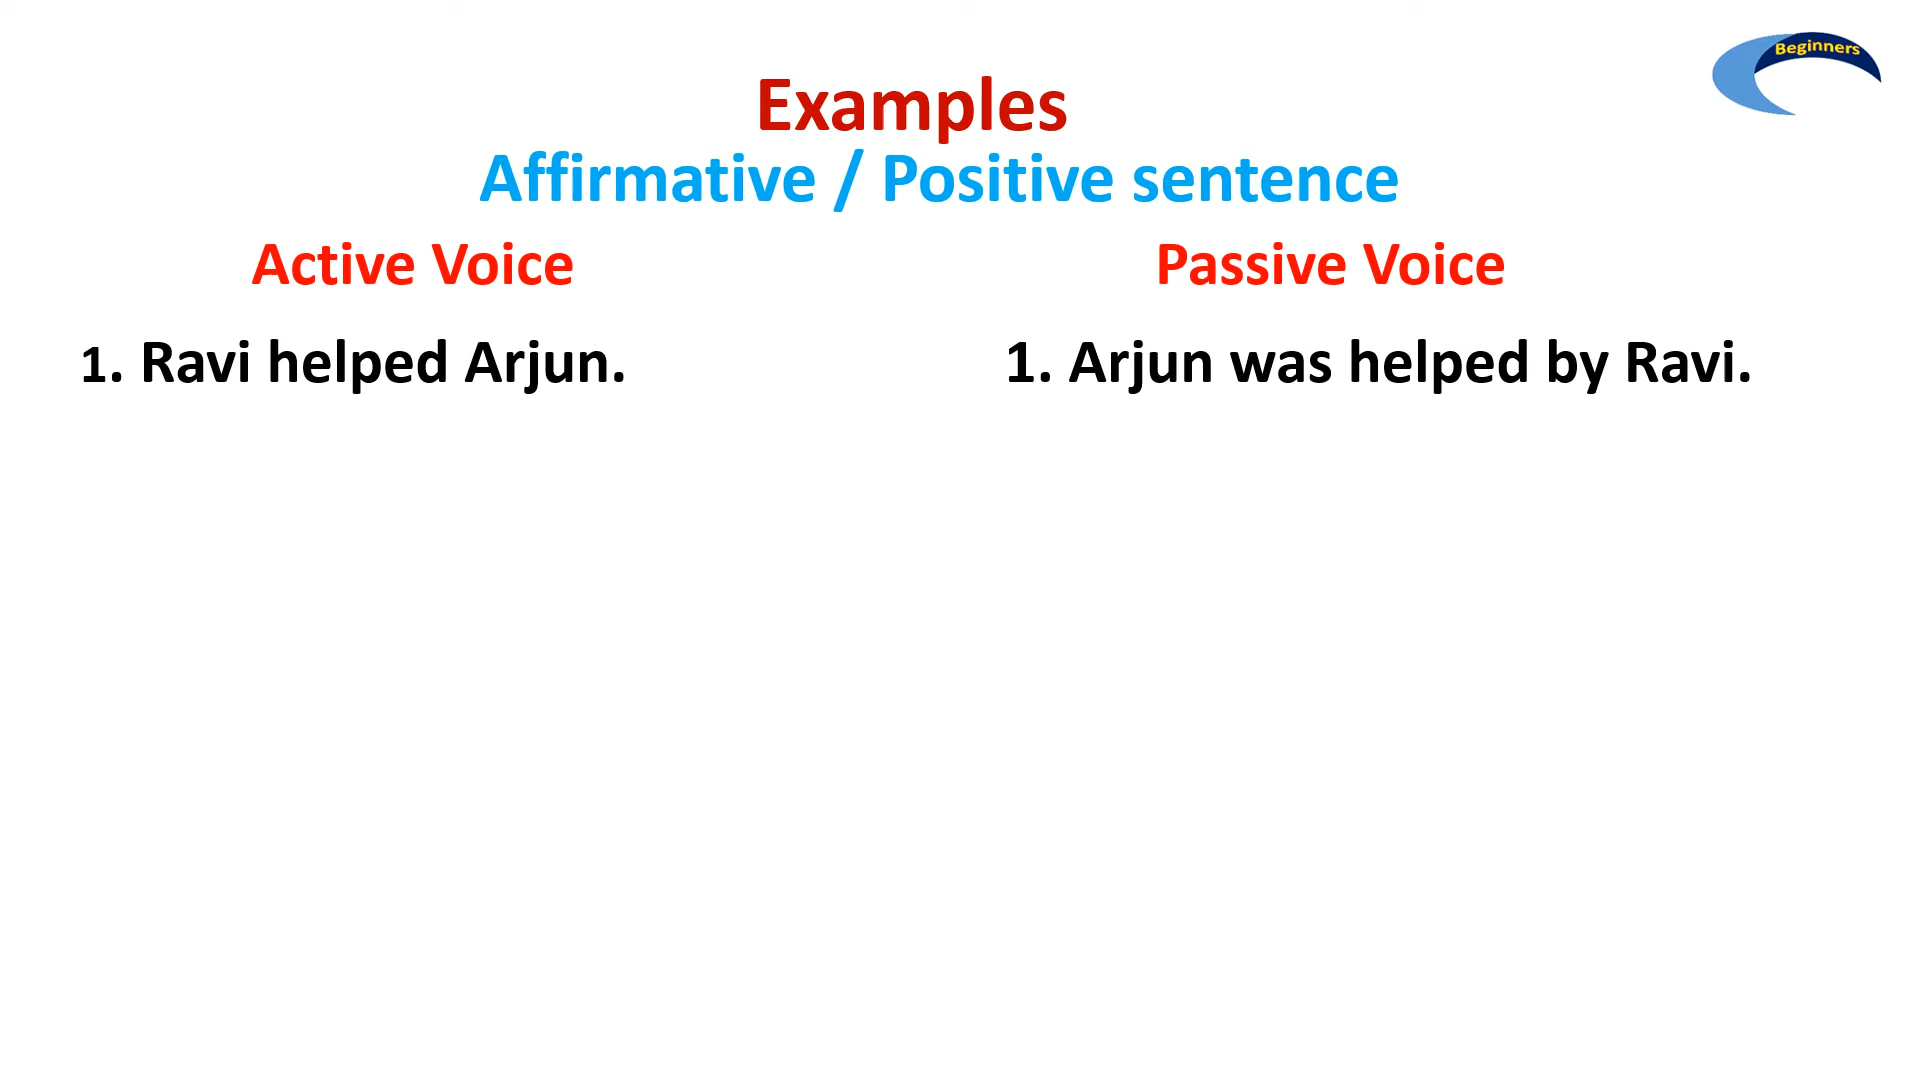 Beginners
Examples
Affirmative / Positive sentence
Active Voice
Passive Voice
1. Ravi helped Arjun.
1. Arjun was helped by Ravi.